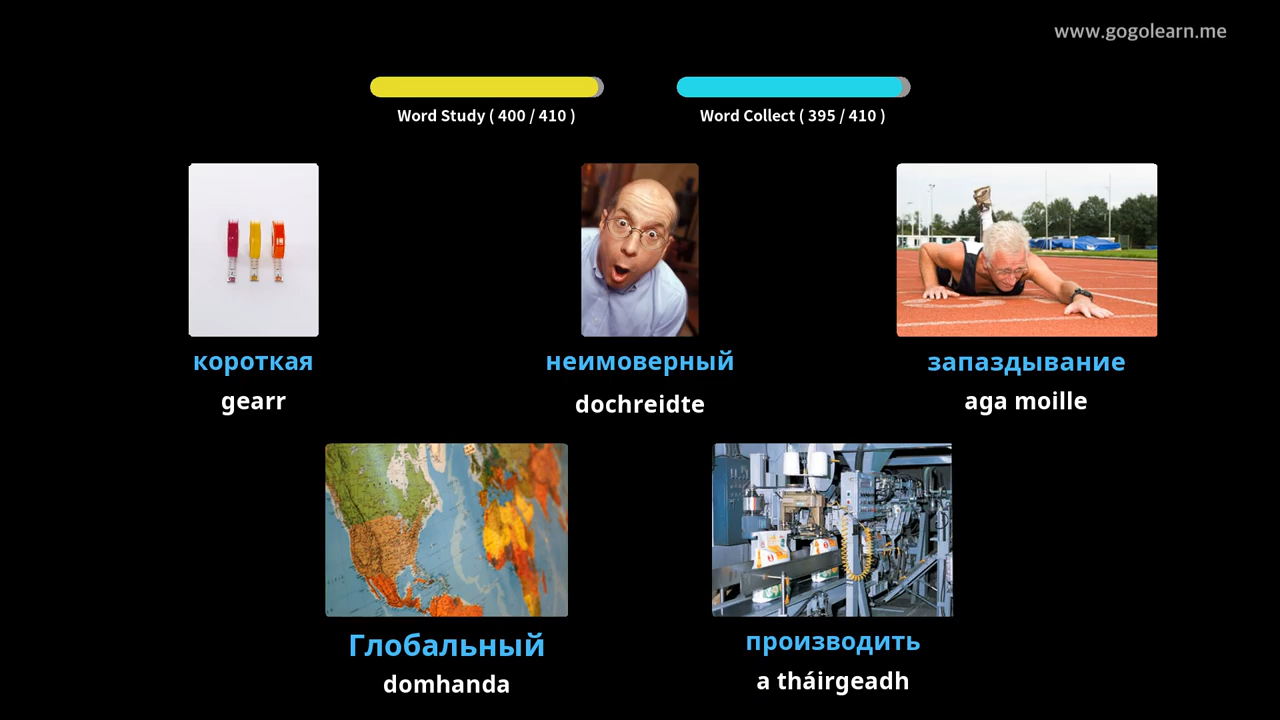 www.gogolearn.me
Word Study ( 400 / 410 )
Word Collect ( 395 / 410 )
короткая
gearr
неимоверный
dochreidte
запаздывание
aga moille
Глобальный
domhanda
производить
a tháirgeadh